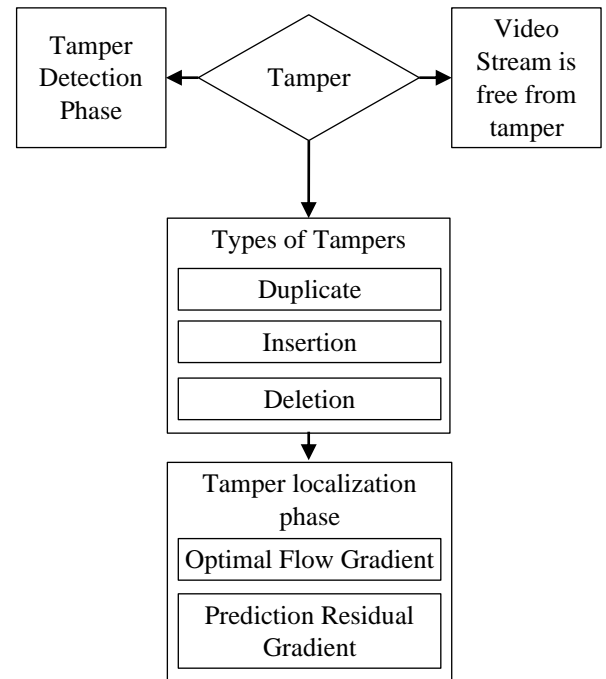 Tamper
Detection
Phase
Tamper
Video
Stream is
free from
tamper
Types of Tampers
Duplicate
Insertion
Deletion
Tamper localization
phase
Optimal Flow Gradient
Prediction Residual
Gradient